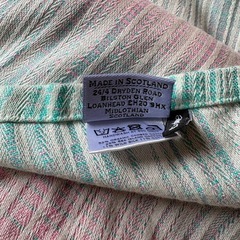 Made in Scotland
24/4 Dryden Road
Bilston Glen
Loanhead EH20 9HX
Midlothian
Scotland